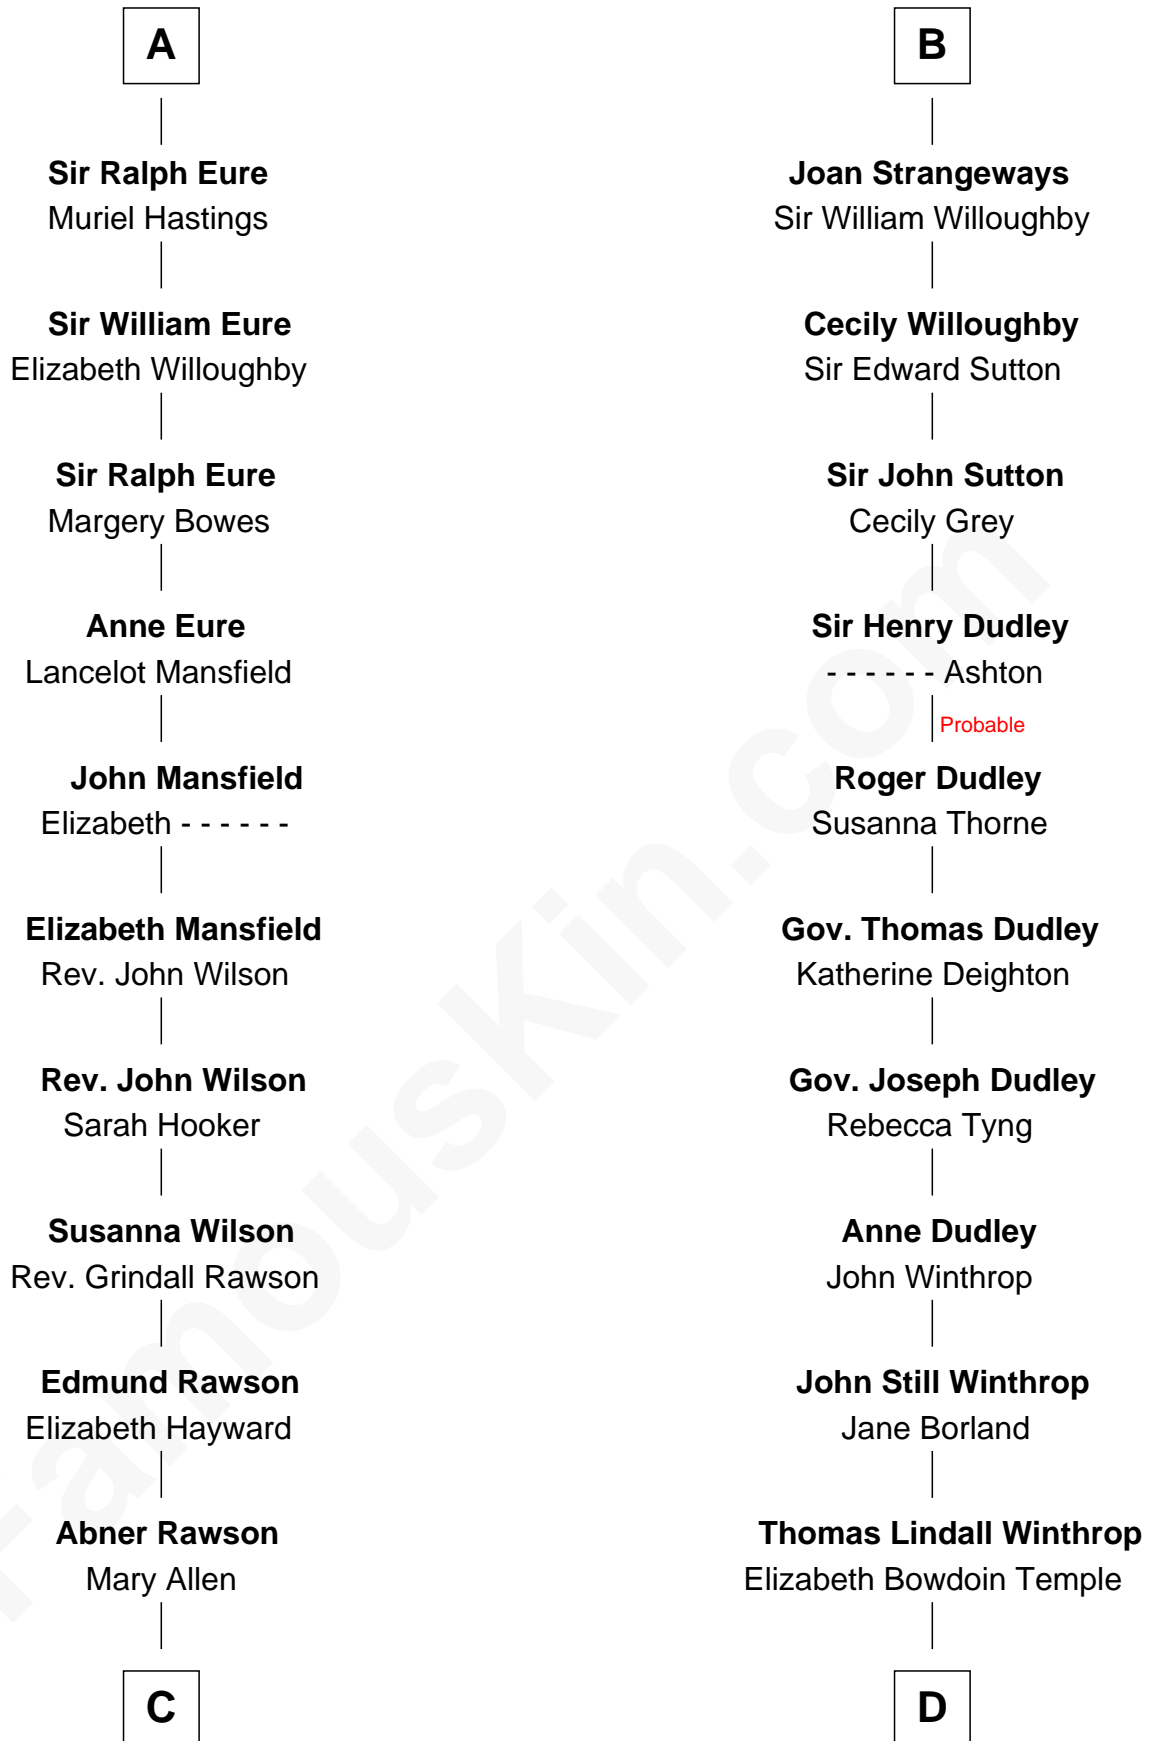 A
Sir Ralph Eure
Muriel Hastings
Sir William Eure
Elizabeth Willoughby
Sir Ralph Eure
Margery Bowes
Anne Eure
Lancelot Mansfield
John Mansfield
Elizabeth - - - - - -
Elizabeth Mansfield
Rev. John Wilson
Rev. John Wilson
Sarah Hooker
Susanna Wilson
Rev. Grindall Rawson
Edmund Rawson
Elizabeth Hayward
Abner Rawson
Mary Allen
C
B
Joan Strangeways
Sir William Willoughby
Cecily Willoughby
Sir Edward Sutton
Sir John Sutton
Cecily Grey
Sir Henry Dudley
- - - - - - Ashton
Probable
Roger Dudley
Susanna Thorne
Gov. Thomas Dudley
Katherine Deighton
Gov. Joseph Dudley
Rebecca Tyng
Anne Dudley
John Winthrop
John Still Winthrop
Jane Borland
Thomas Lindall Winthrop
Elizabeth Bowdoin Temple
D
FamousKin.com